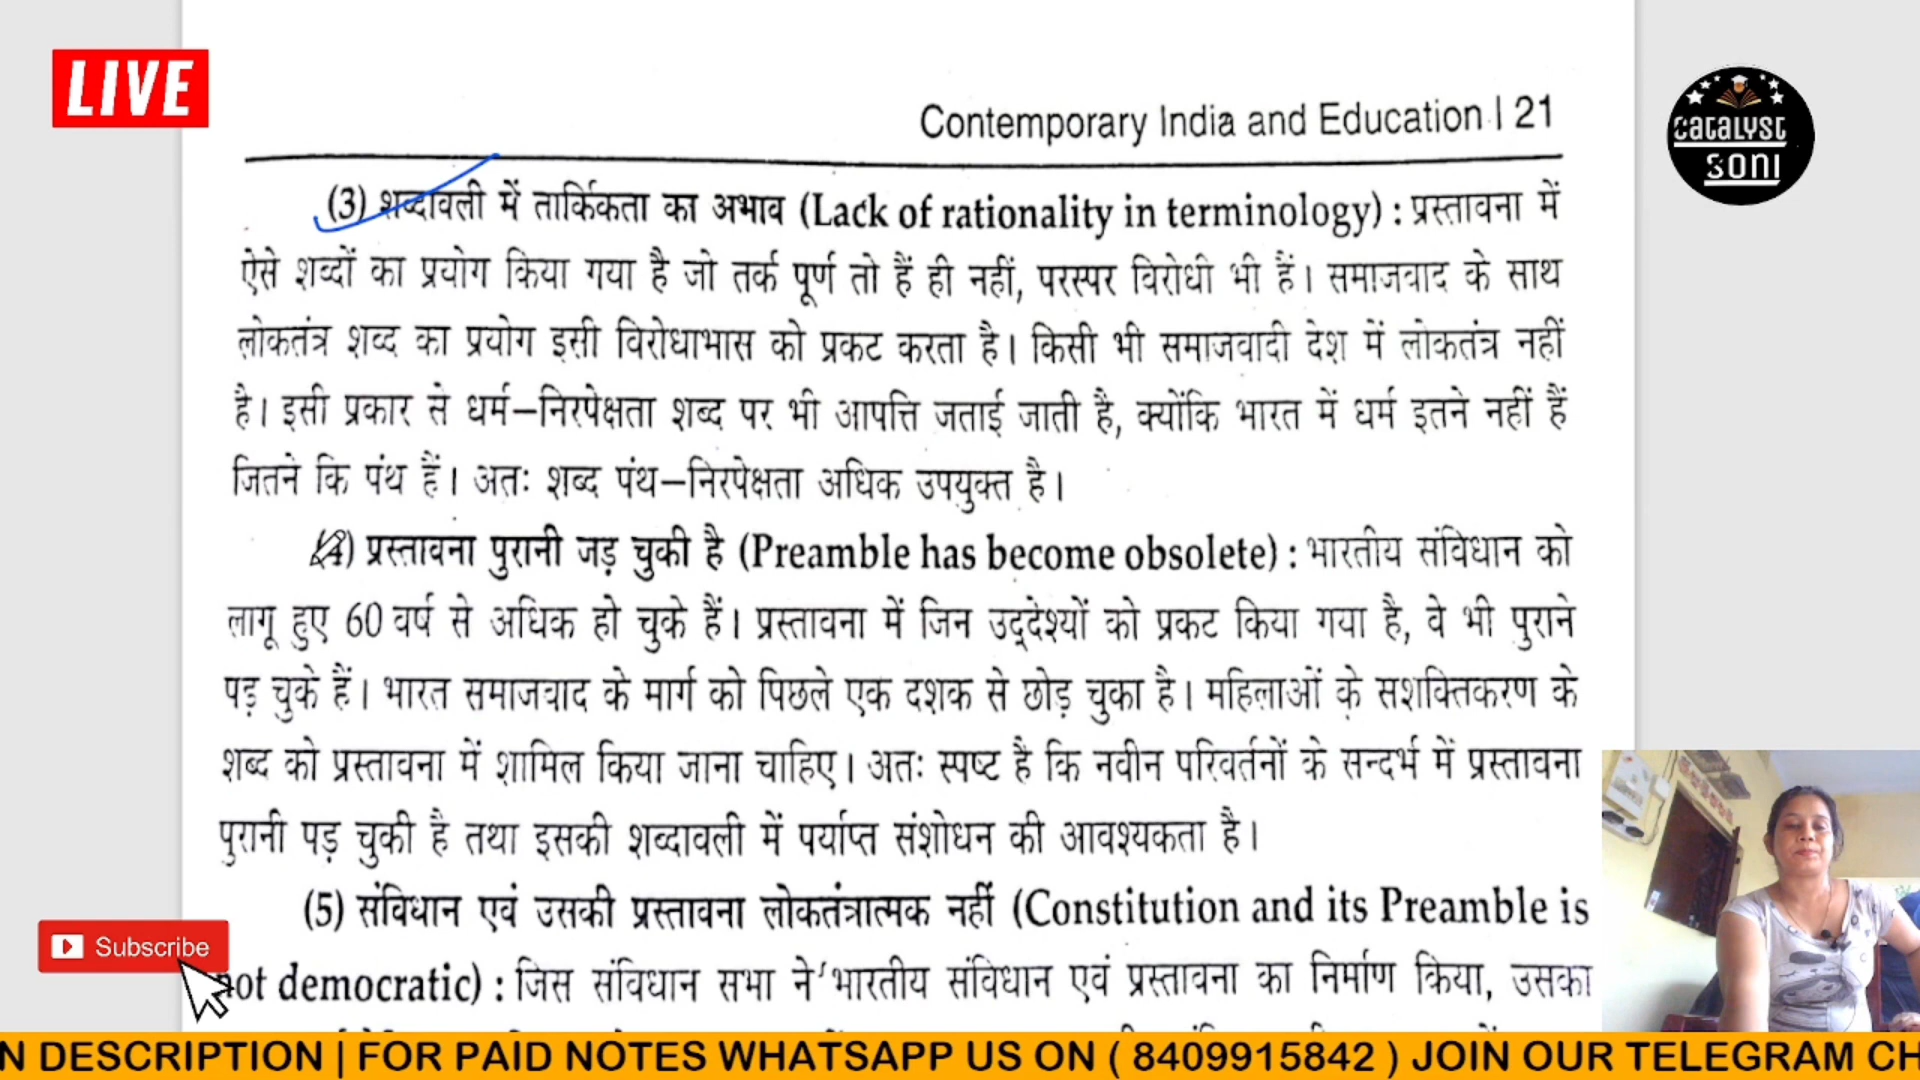 LIVE
Contemporary India and Education | 21
CATALYST
SONI
(3) शब्दावली में तार्किकता का अभाव (Lack of rationality in terminology) : प्रस्तावना में
ऐसे शब्दों का प्रयोग किया गया है जो तर्क पूर्ण तो हैं ही नहीं, परस्पर विरोधी भी हैं। समाजवाद के साथ
लोकतंत्र शब्द का प्रयोग इसी विरोधाभास को प्रकट करता है। किसी भी समाजवादी देश में लोकतंत्र नहीं
है। इसी प्रकार से धर्म–निरपेक्षता शब्द पर भी आपत्ति जताई जाती है, क्योंकि भारत में धर्म इतने नहीं हैं
जितने कि पंथ हैं। अतः शब्द पंथ–निरपेक्षता अधिक उपयुक्त है।
(4) प्रस्तावना पुरानी जड़ चुकी है (Preamble has become obsolete) : भारतीय संविधान को
लागू हुए 60 वर्ष से अधिक हो चुके हैं। प्रस्तावना में जिन उद्देश्यों को प्रकट किया गया है, वे भी पुराने
पड़ चुके हैं। भारत समाजवाद के मार्ग को पिछले एक दशक से छोड़ चुका है। महिलाओं के सशक्तिकरण के
शब्द को प्रस्तावना में शामिल किया जाना चाहिए। अतः स्पष्ट है कि नवीन परिवर्तनों के सन्दर्भ में प्रस्तावना
पुरानी पड़ चुकी है तथा इसकी शब्दावली में पर्याप्त संशोधन की आवश्यकता है।
(5) संविधान एवं उसकी प्रस्तावना लोकतंत्रात्मक नहीं (Constitution and its Preamble is
Subscribe
not democratic) : जिस संविधान सभा ने भारतीय संविधान एवं प्रस्तावना का निर्माण किया, उसका
N DESCRIPTION | FOR PAID NOTES WHATSAPP US ON ( 8409915842 ) JOIN OUR TELEGRAM CH